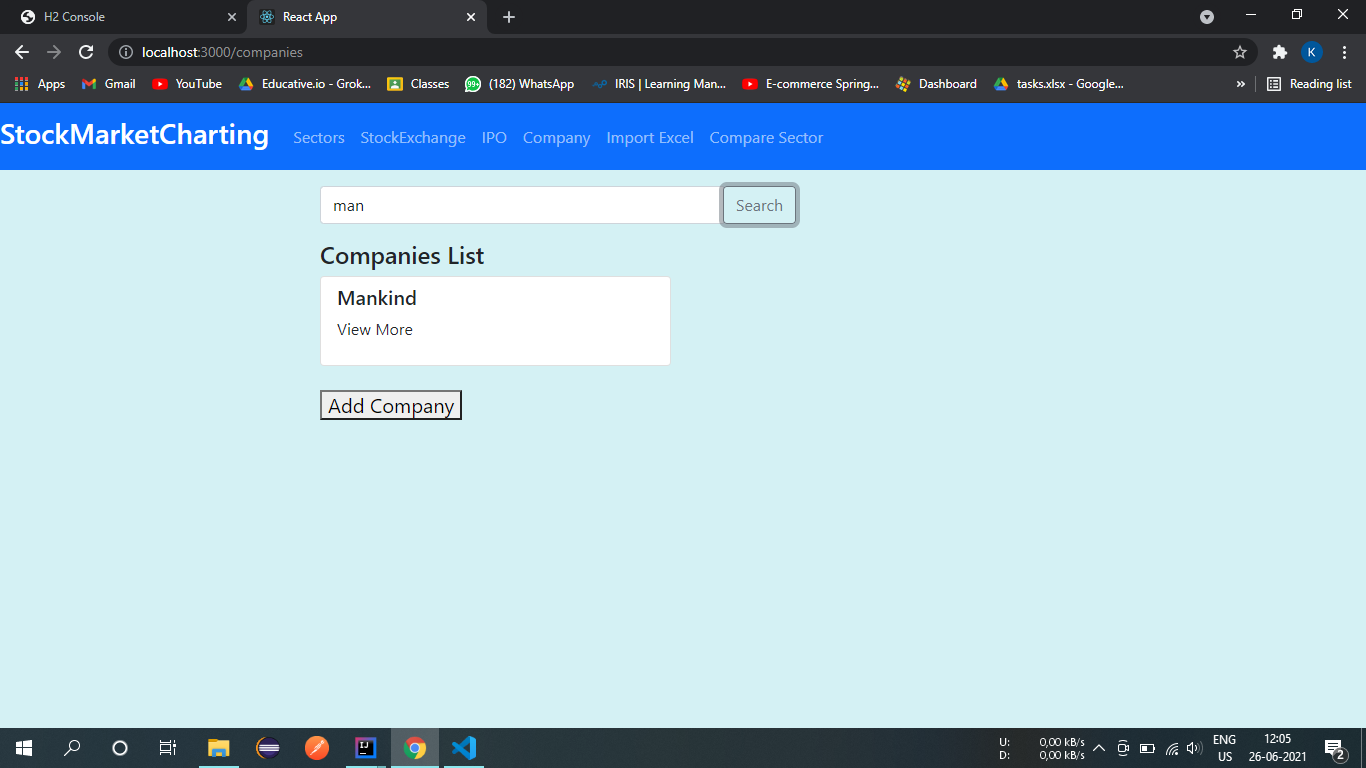 H2 Console
React App
localhost:3000/companies
K
Apps
Gmail
YouTube
Educative.io - Grok...
Classes
99+
(182) WhatsApp
IRIS | Learning Man...
E-commerce Spring...
Dashboard
tasks.xlsx - Google...
»
Reading list
StockMarketCharting
Sectors
StockExchange
IPO
Company
Import Excel
Compare Sector
man
Search
Companies List
Mankind
View More
Add Company
IJ
U: 0,00 kB/s
D: 0,00 kB/s
ENG
US
12:05
26-06-2021
2